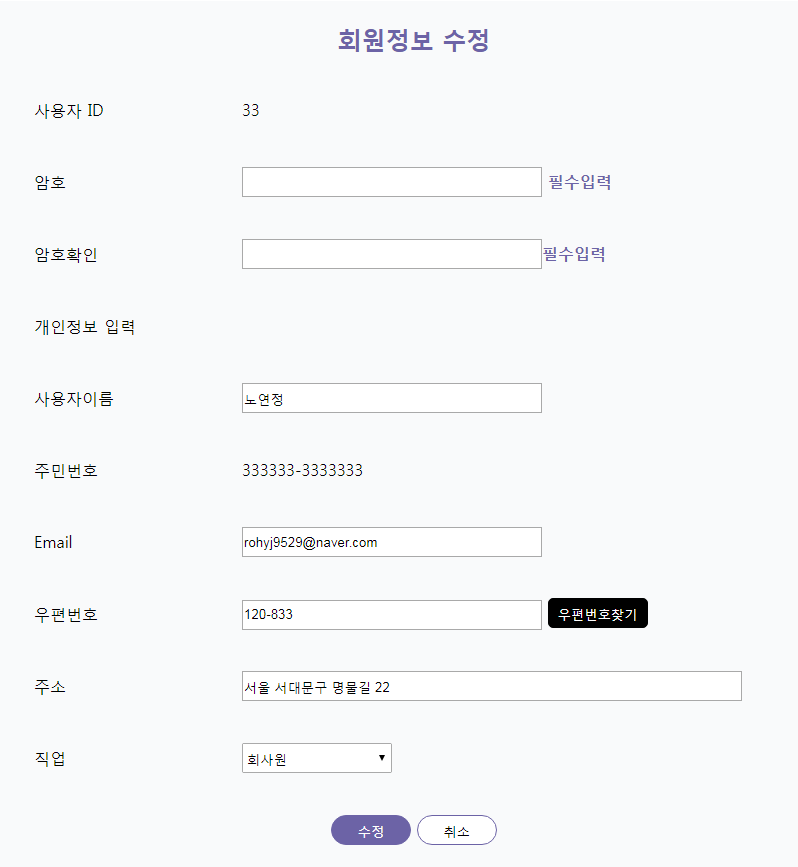 회원정보 수정
사용자 ID 33
암호 필수입력
암호확인 필수입력
개인정보 입력
사용자이름 노연정
주민번호 333333-3333333
Email rohyj9529@naver.com
우편번호 120-833 우편번호찾기
주소 서울 서대문구 명물길 22
직업 회사원
수정 취소